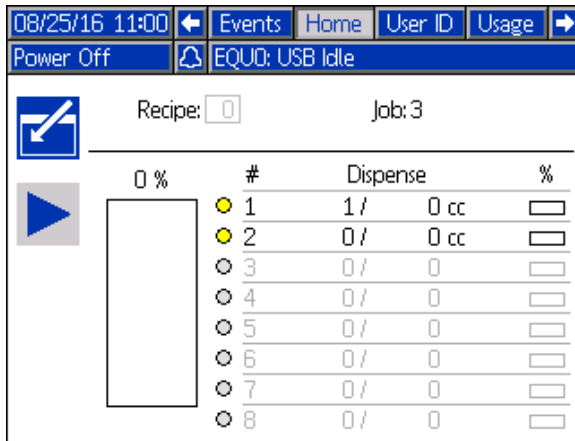 08/25/16 11:00 Events Home User ID Usage
Power Off EQU0: USB Idle
Recipe: 0 Job: 3
0 % # Dispense %
1 1 / 0 cc
2 0 / 0 cc
3 0 / 0
4 0 / 0
5 0 / 0
6 0 / 0
7 0 / 0
8 0 / 0